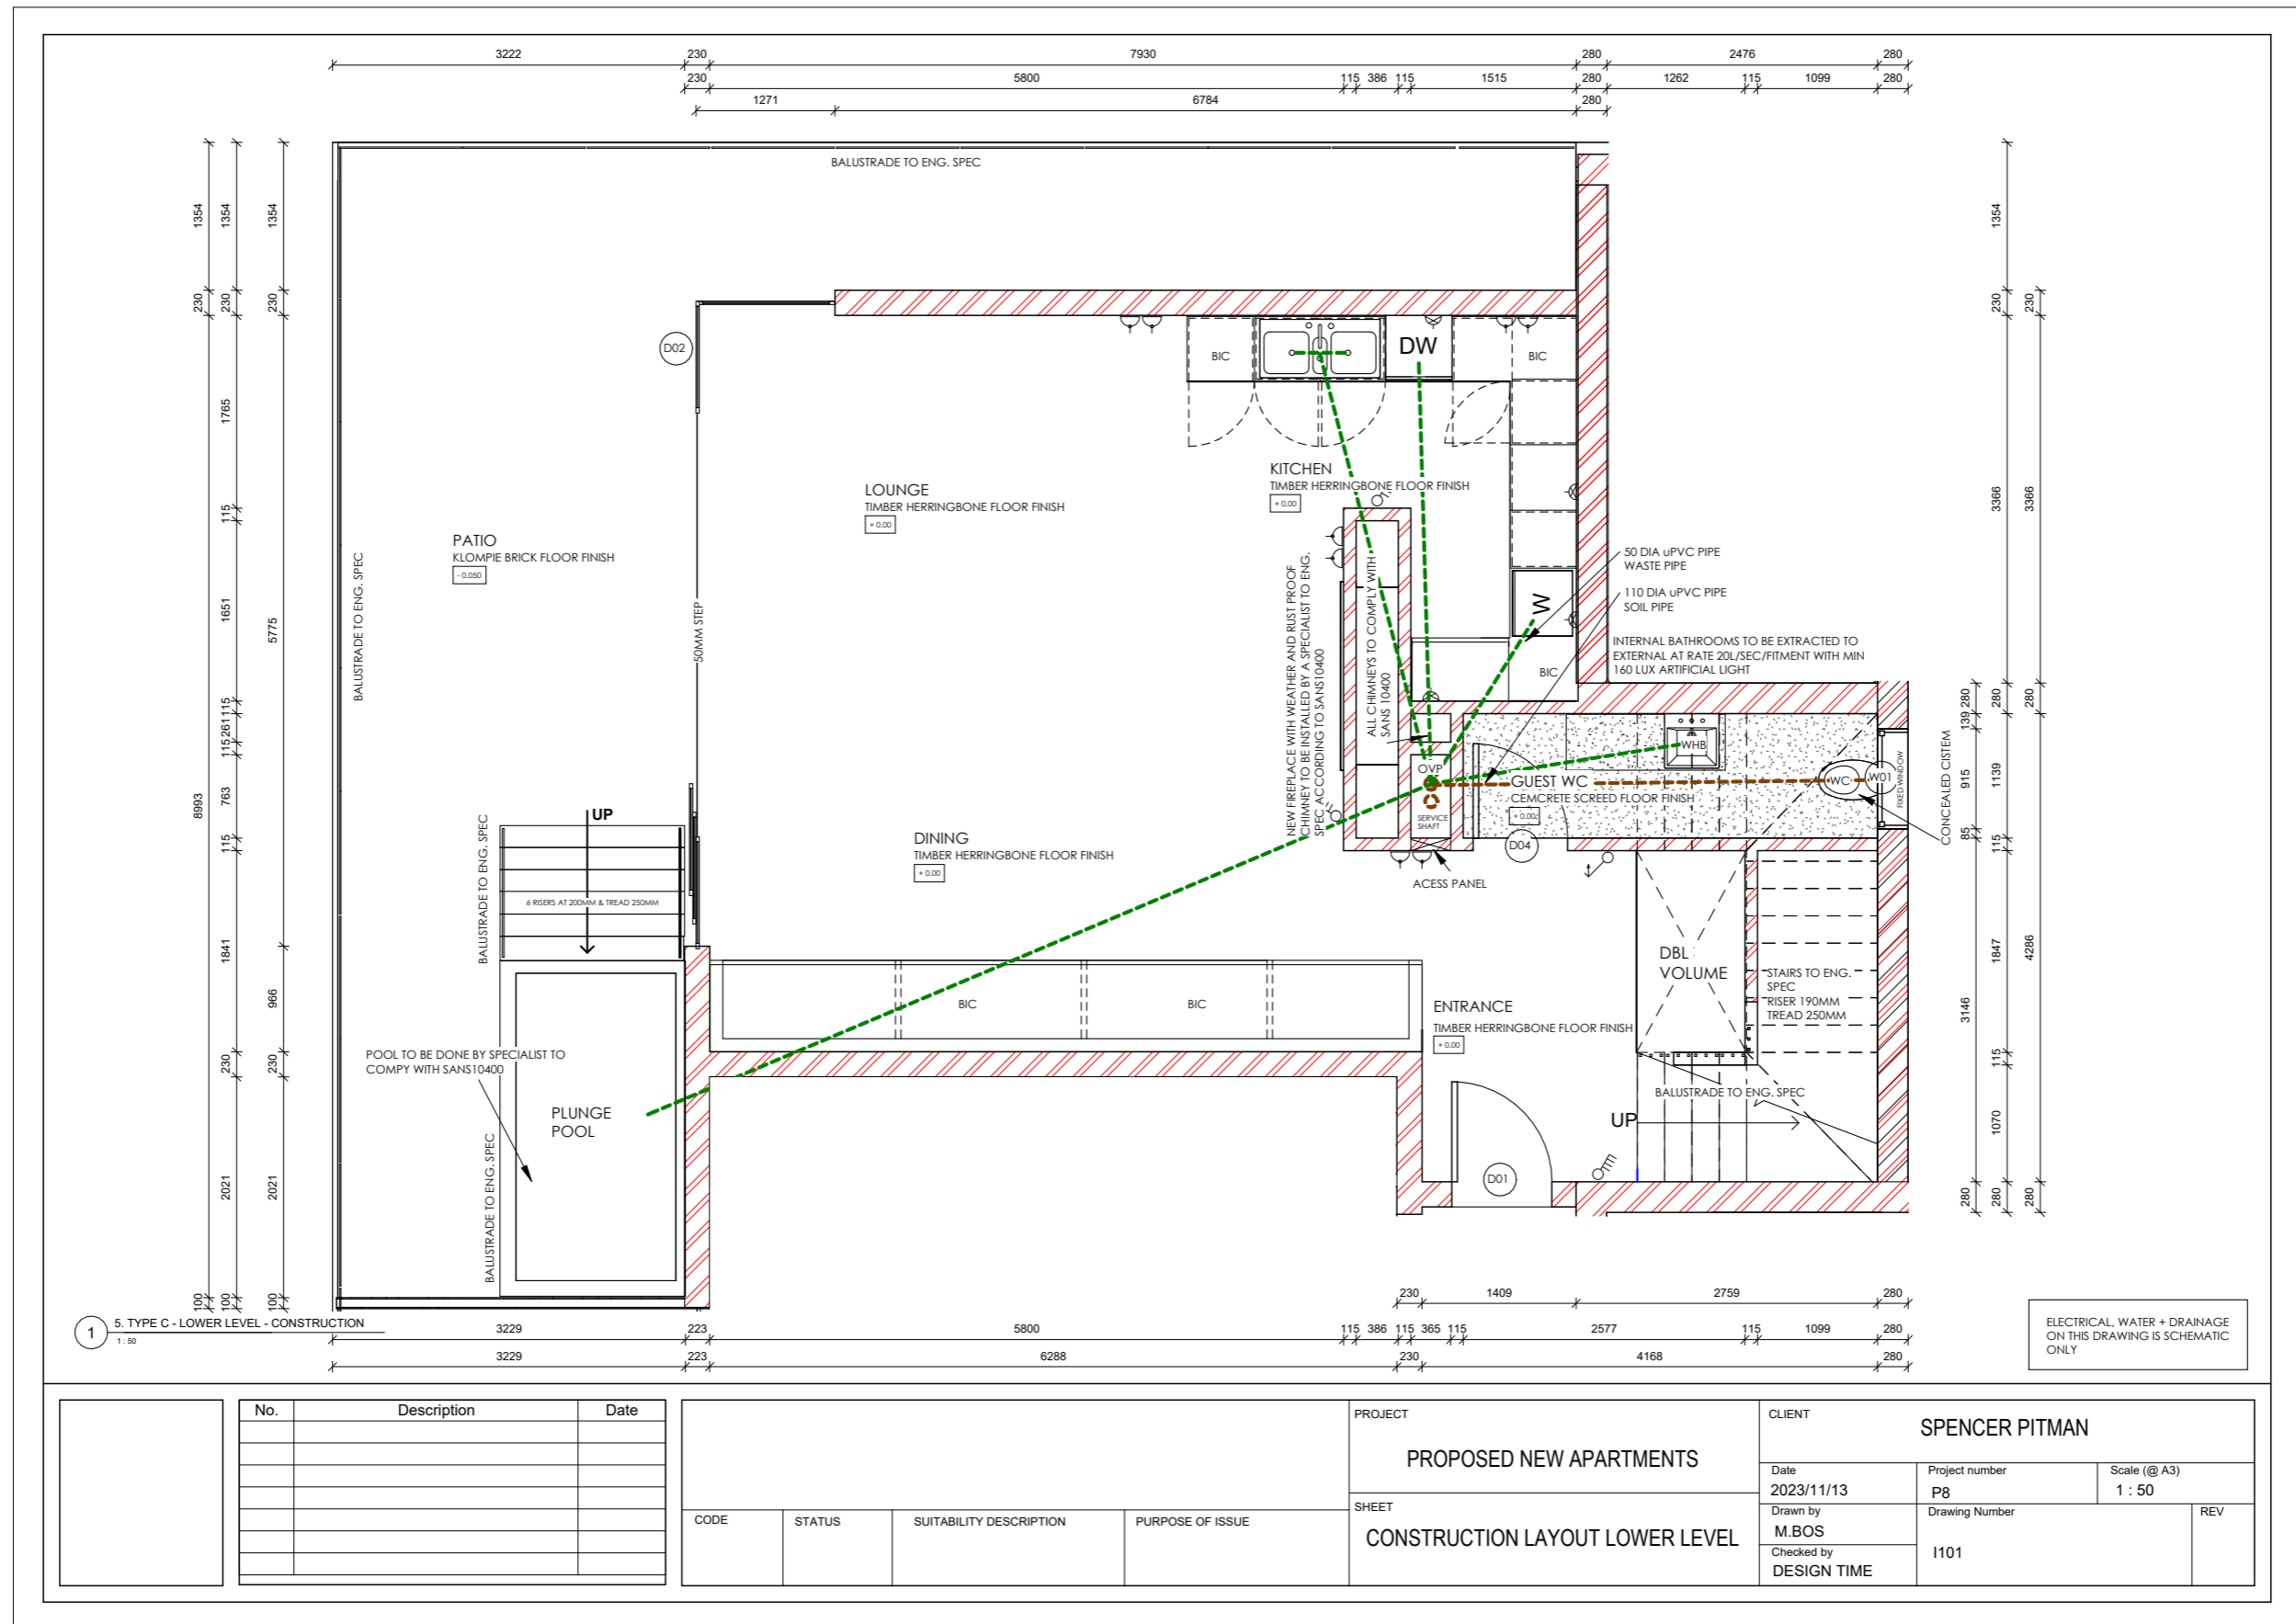 3222
230
7930
280
2476
280
230
5800
115
386
115
1515
280
1262
115
1099
280
1271
6784
280
BALUSTRADE TO ENG. SPEC
1354
1354
1354
1354
230
230
230
230
230
D02
BIC
DW
BIC
1765
3366
3366
KITCHEN
TIMBER HERRINGBONE FLOOR FINISH
+ 0.00
LOUNGE
TIMBER HERRINGBONE FLOOR FINISH
+ 0.00
PATIO
KLOMPIE BRICK FLOOR FINISH
- 0.050
115
BALUSTRADE TO ENG. SPEC
50MM STEP
1651
5775
NEW FIREPLACE WITH WEATHER AND RUST PROOF
CHIMNEY TO BE INSTALLED BY A SPECIALIST TO ENG.
SPEC ACCORDING TO SANS10400
ALL CHIMNEYS TO COMPLY WITH
SANS 10400
50 DIA uPVC PIPE
WASTE PIPE
110 DIA uPVC PIPE
SOIL PIPE
W
BIC
INTERNAL BATHROOMS TO BE EXTRACTED TO
EXTERNAL AT RATE 20L/SEC/FITMENT WITH MIN
160 LUX ARTIFICIAL LIGHT
115
261
115
763
115
8993
280
139
915
85
280
1139
115
280
WHB
OVP
GUEST WC
CEMCRETE SCREED FLOOR FINISH
+ 0.00
WC
W01
FIXED WINDOW
CONCEALED CISTEM
SERVICE
SHAFT
D04
ACESS PANEL
UP
DINING
TIMBER HERRINGBONE FLOOR FINISH
+ 0.00
BALUSTRADE TO ENG. SPEC
6 RISERS AT 200MM & TREAD 250MM
1841
966
1847
4286
3146
DBL
VOLUME
STAIRS TO ENG.
SPEC
RISER 190MM
TREAD 250MM
BIC
BIC
ENTRANCE
TIMBER HERRINGBONE FLOOR FINISH
+ 0.00
230
230
115
POOL TO BE DONE BY SPECIALIST TO
COMPY WITH SANS10400
PLUNGE
POOL
BALUSTRADE TO ENG. SPEC
BALUSTRADE TO ENG. SPEC
UP
1070
D01
2021
2021
280
280
280
100
100
100
230
1409
2759
280
1
5. TYPE C - LOWER LEVEL - CONSTRUCTION
1 : 50
3229
223
5800
115
386
115
365
115
2577
115
1099
280
3229
223
6288
230
4168
280
ELECTRICAL, WATER + DRAINAGE
ON THIS DRAWING IS SCHEMATIC
ONLY
No.
Description
Date
CODE
STATUS
SUITABILITY DESCRIPTION
PURPOSE OF ISSUE
PROJECT
PROPOSED NEW APARTMENTS
SHEET
CONSTRUCTION LAYOUT LOWER LEVEL
CLIENT
SPENCER PITMAN
Date
2023/11/13
Project number
P8
Scale (@ A3)
1 : 50
Drawn by
M.BOS
Checked by
DESIGN TIME
Drawing Number
I101
REV